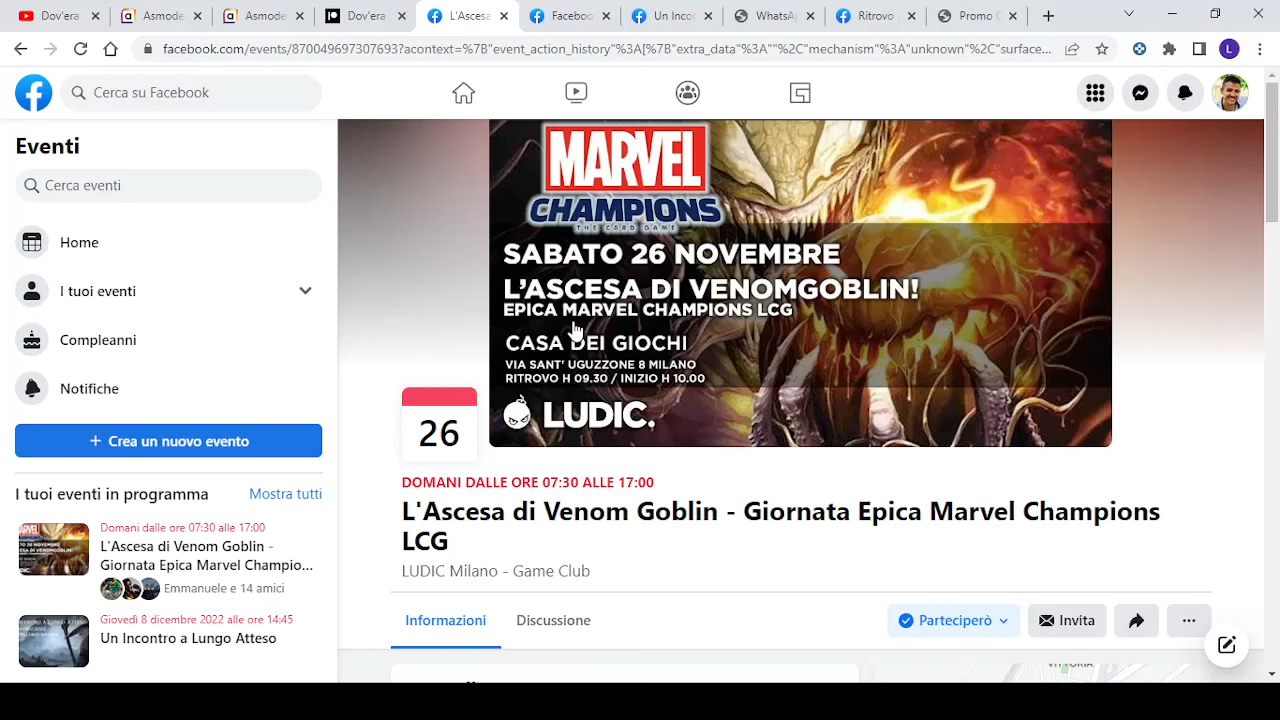 Dov'era
Asmode
Asmode
Dov'era
L'Ascesa
Faceboo
Un Incor
WhatsAp
Ritrovo
Promo
facebook.com/events/870049697307693?acontext=%7B"event_action_history"%3A[%7B"extra_data"%3A""%2C"mechanism"%3A"unknown"%2C"surface...
L
Cerca su Facebook
Eventi
Cerca eventi
Home
I tuoi eventi
Compleanni
Notifiche
+ Crea un nuovo evento
I tuoi eventi in programma
Mostra tutti
Domani dalle ore 07:30 alle 17:00
L'Ascesa di Venom Goblin -
Giornata Epica Marvel Champio...
Emmanuele e 14 amici
Giovedì 8 dicembre 2022 alle ore 14:45
Un Incontro a Lungo Atteso
MARVEL
CHAMPIONS
THE CARD GAME
SABATO 26 NOVEMBRE
L'ASCESA DI VENOMGOBLIN!
EPICA MARVEL CHAMPIONS LCG
CASA DEI GIOCHI
VIA SANT' UGUZZONE 8 MILANO
RITROVO H 09.30 / INIZIO H 10.00
LUDIC.
26
DOMANI DALLE ORE 07:30 ALLE 17:00
L'Ascesa di Venom Goblin - Giornata Epica Marvel Champions
LCG
LUDIC Milano - Game Club
Informazioni
Discussione
Parteciperò
Invita
...